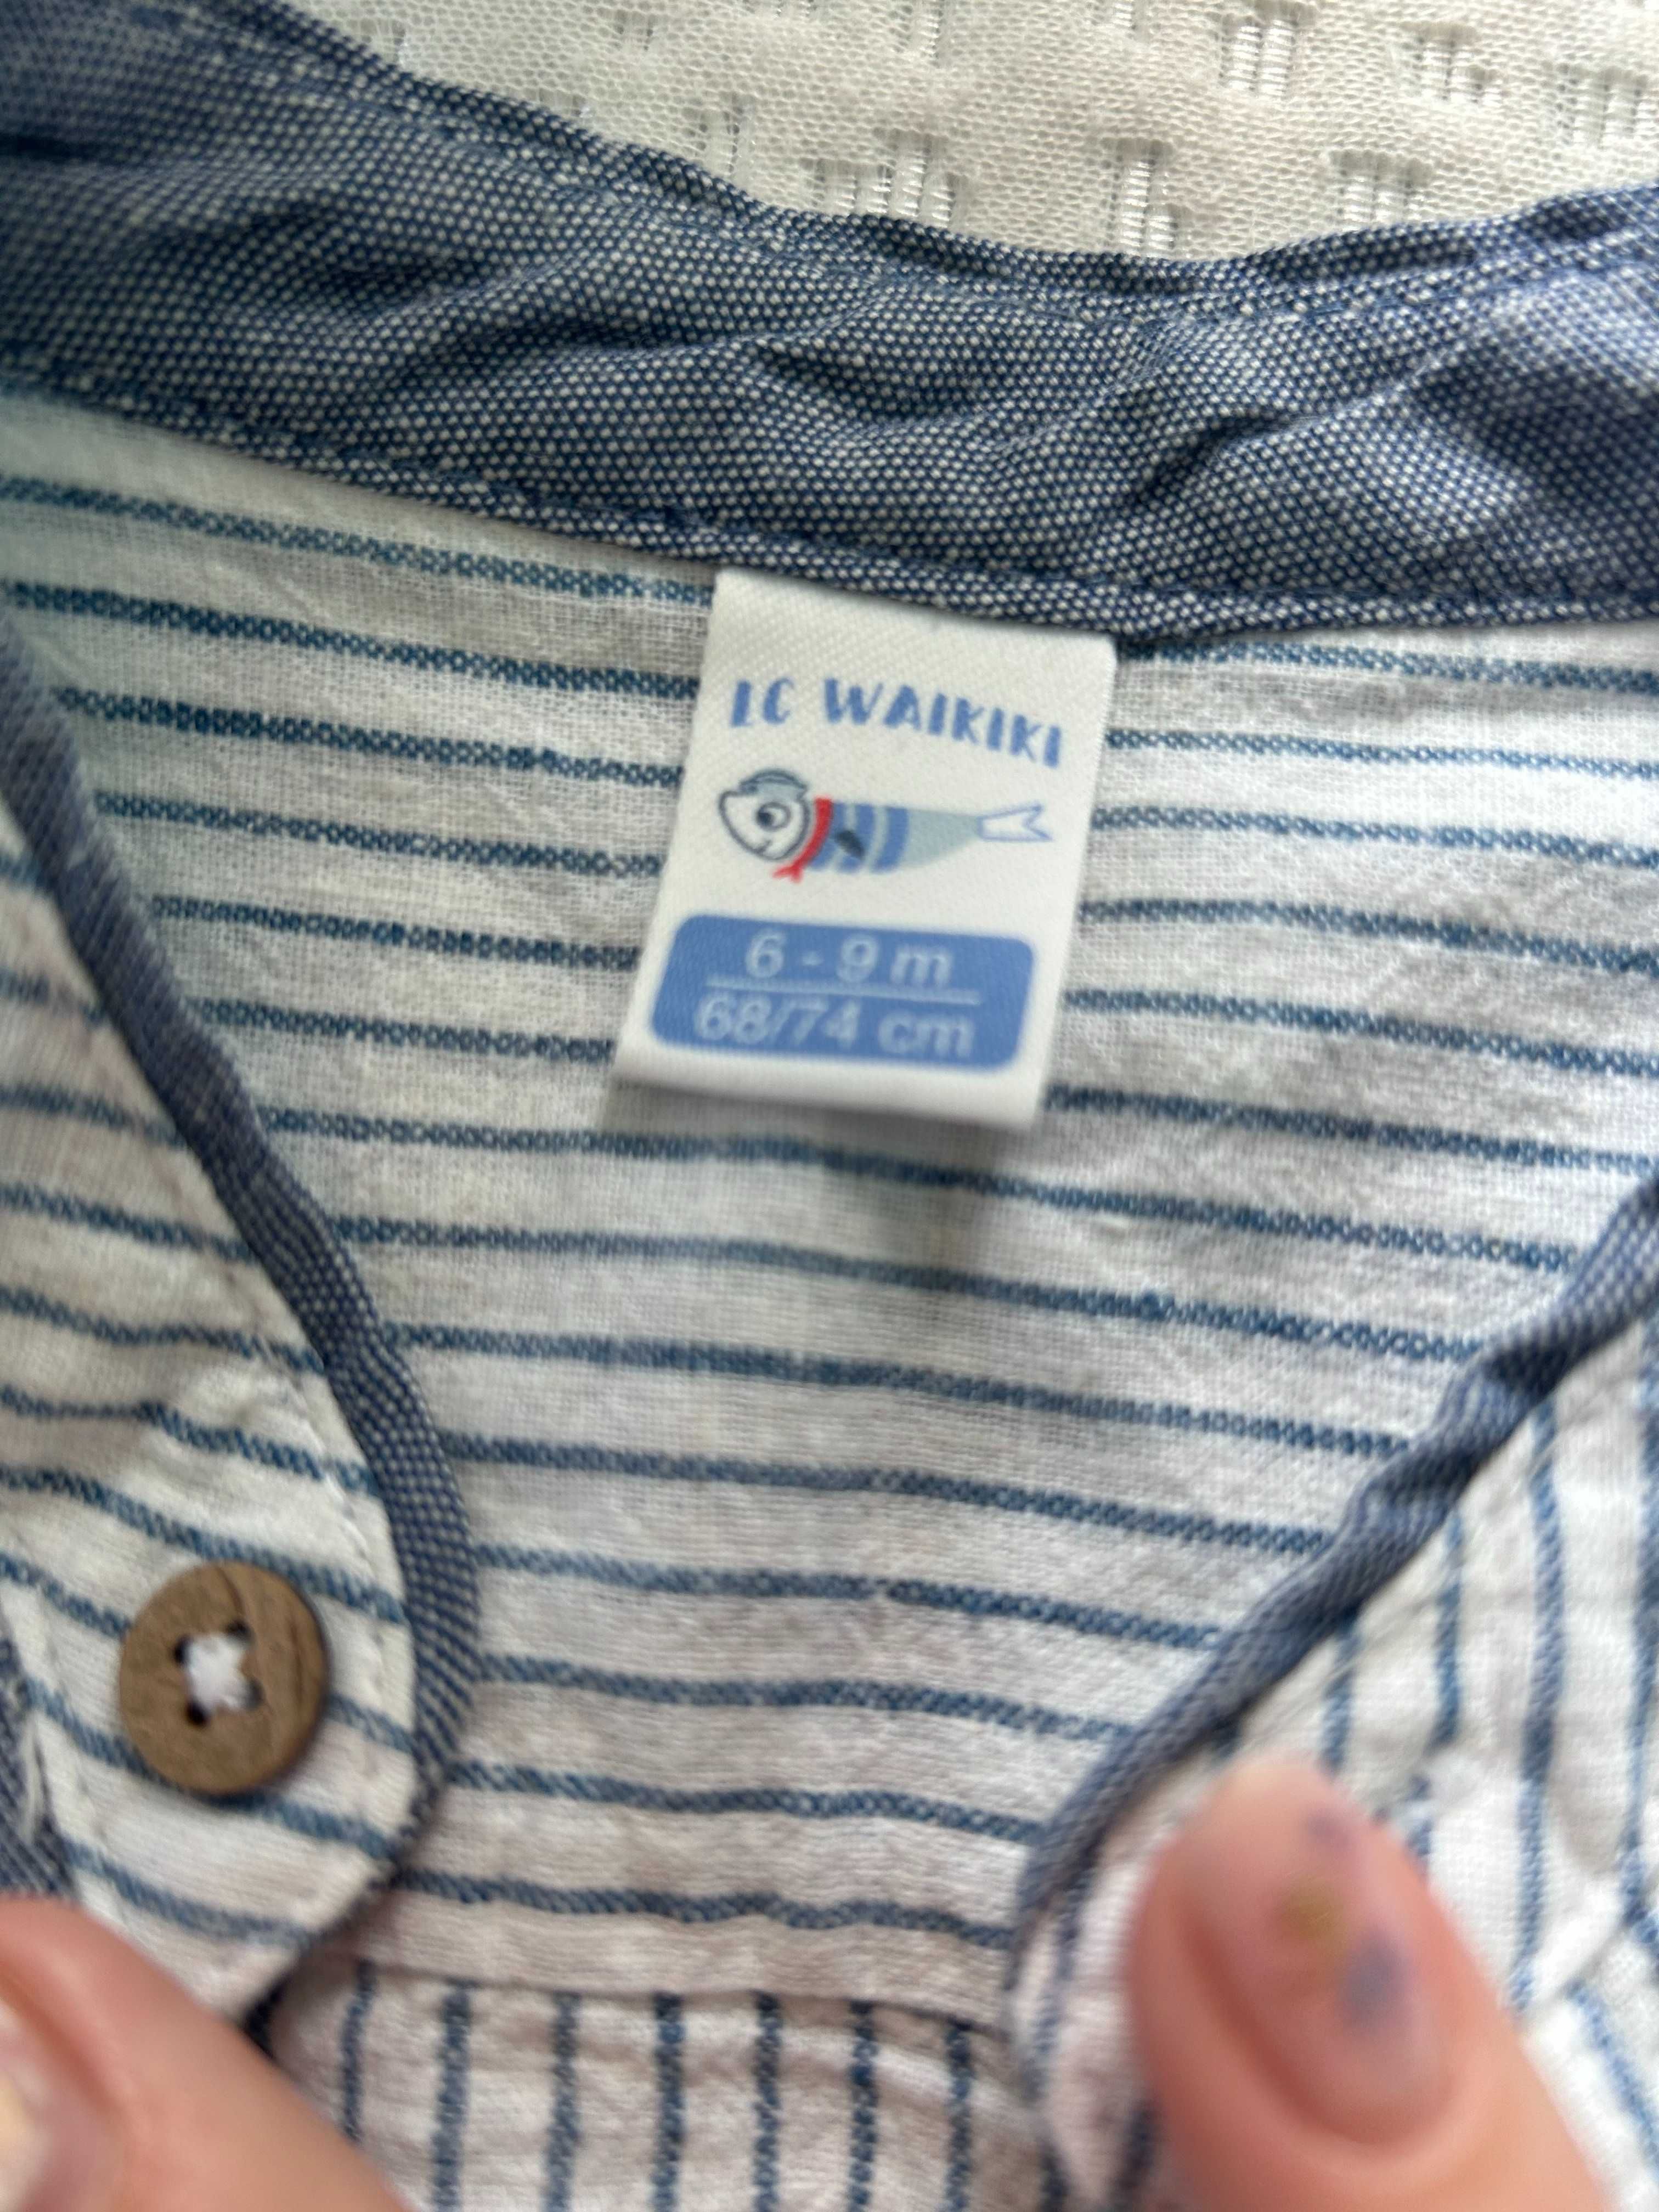 LC WAIKIKI
6 - 9 m
68/74 cm